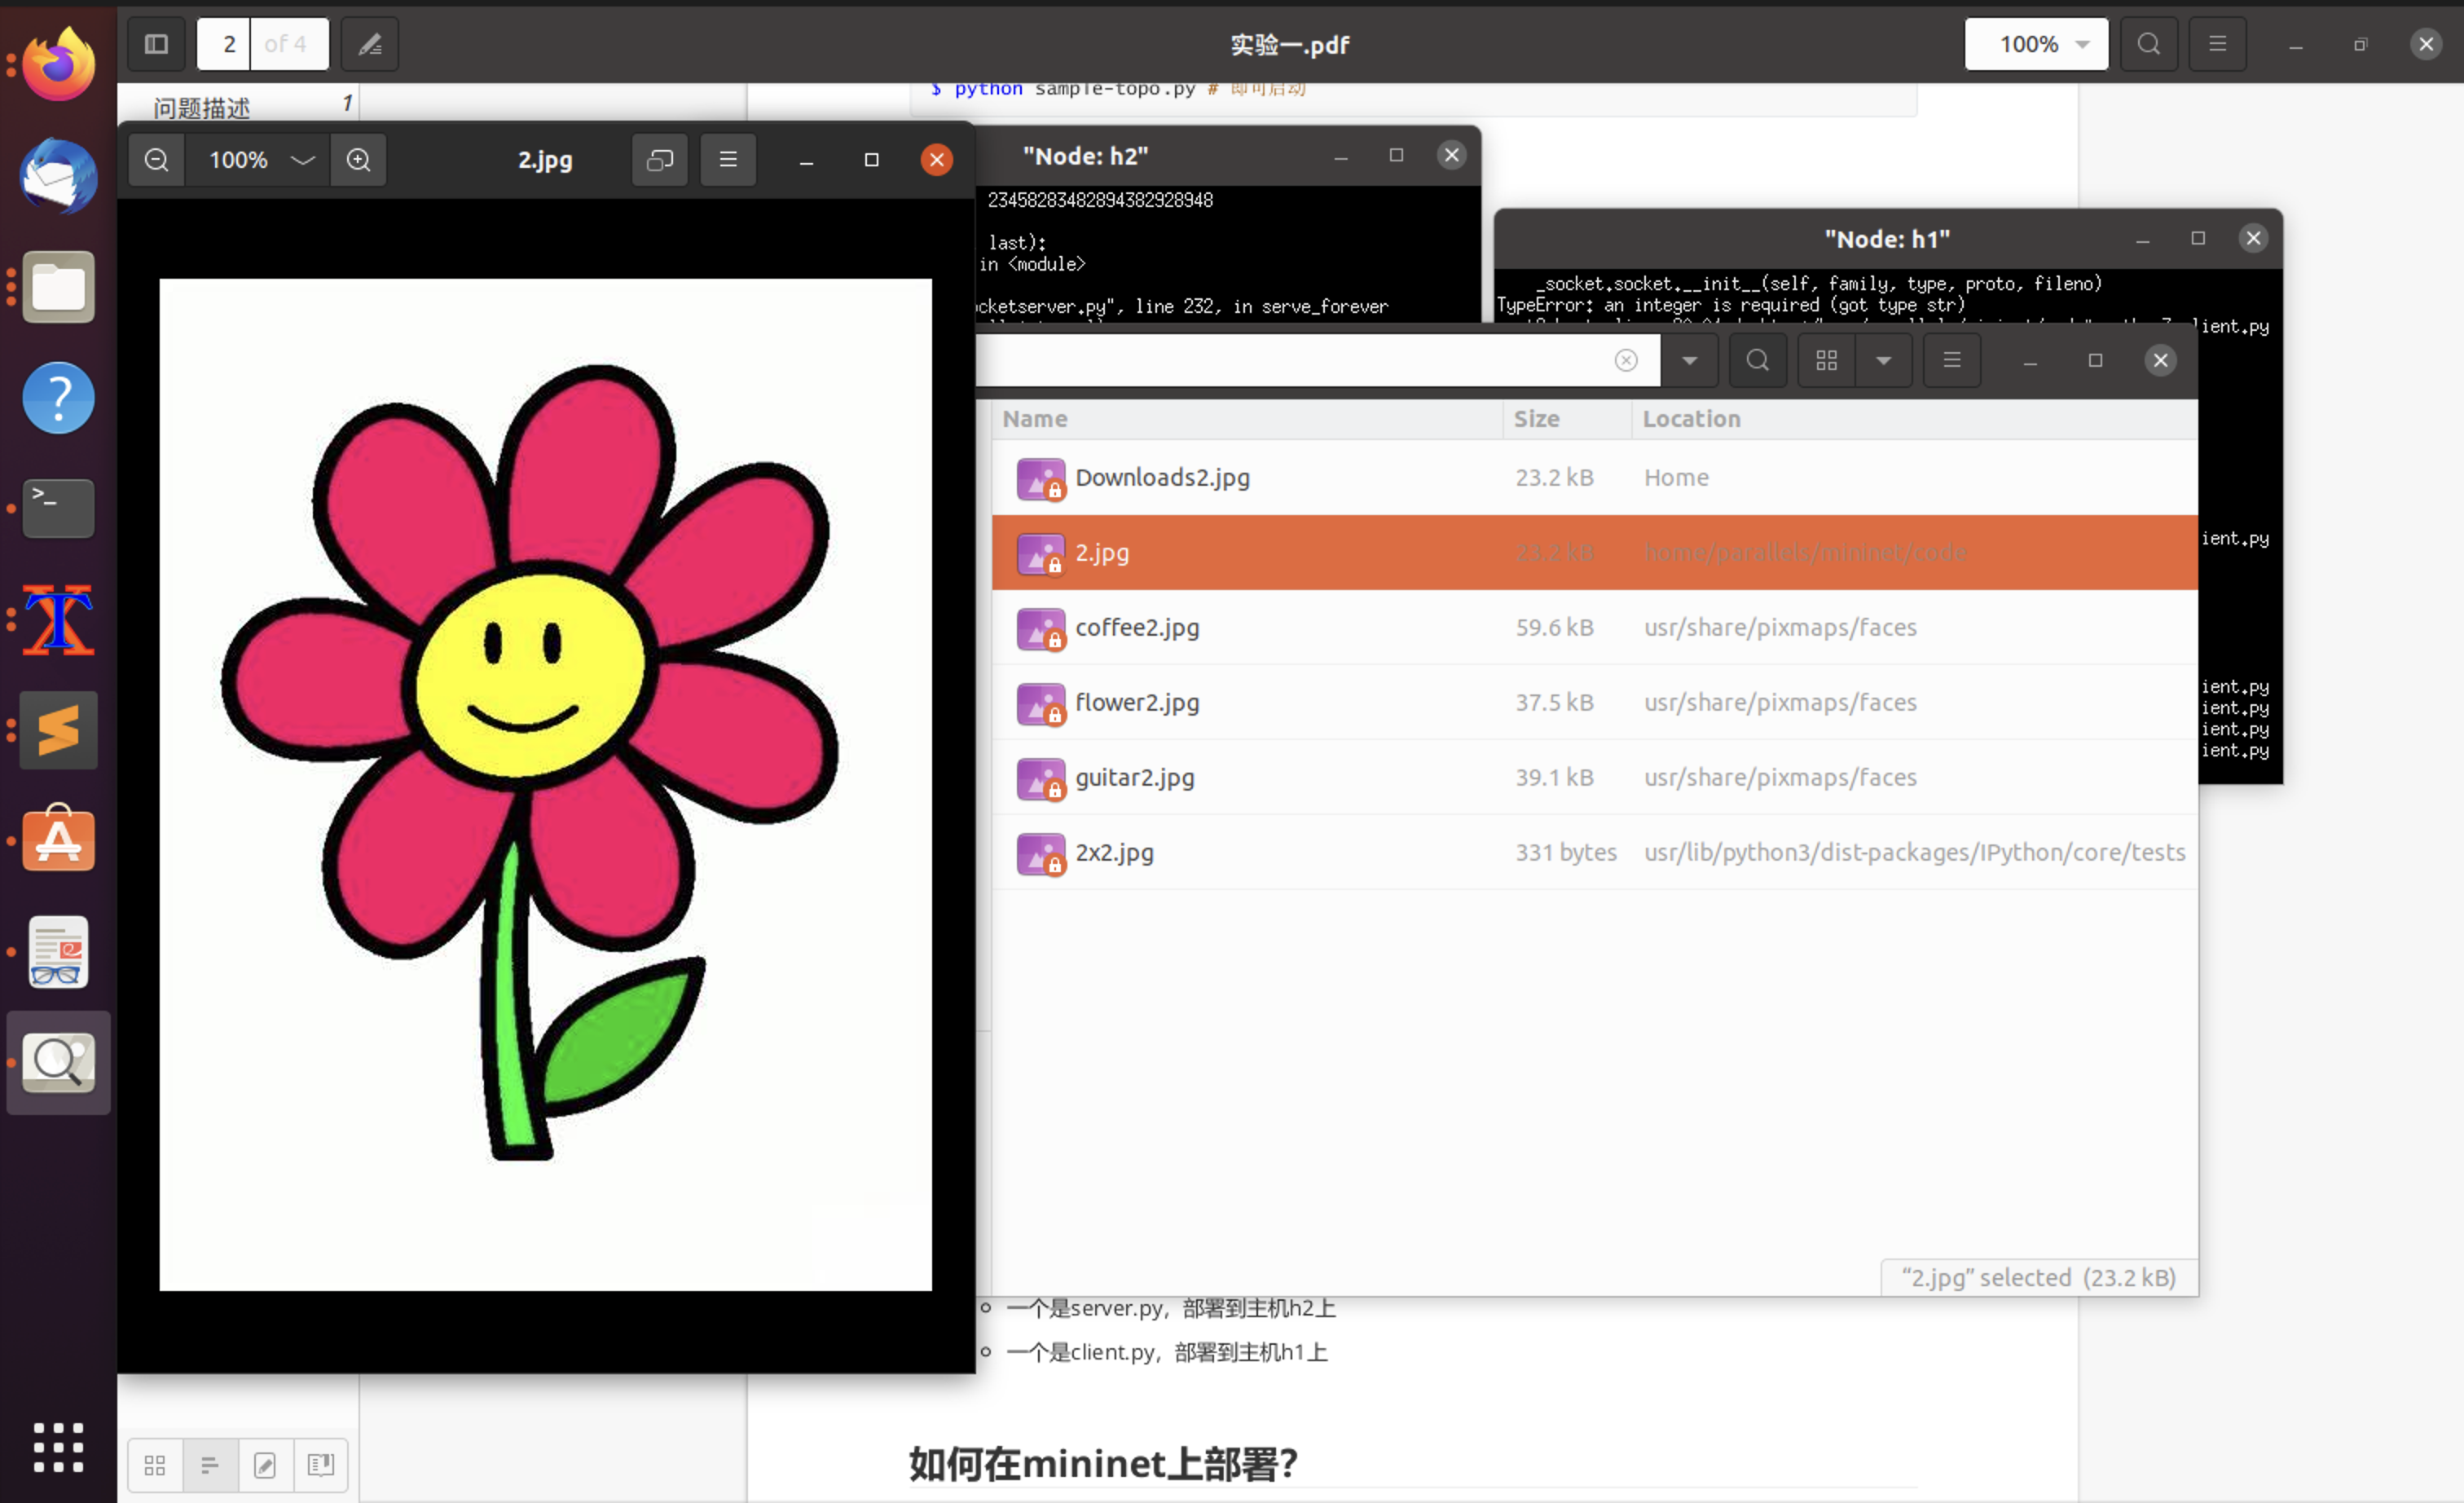 2 of 4
实验一.pdf
100%
问题描述 1
$ python sample-topo.py # 即可启动
100%
2.jpg
"Node: h2"
23458283482894382928948
last):
in <module>
ocketserver.py", line 232, in serve_forever
"Node: h1"
_socket.socket.__init__(self, family, type, proto, fileno)
TypeError: an integer is required (got type str)
lient.py
Name Size Location
Downloads2.jpg 23.2 kB Home
2.jpg 23.2 kB home/parallels/mininet/code
coffee2.jpg 59.6 kB usr/share/pixmaps/faces
flower2.jpg 37.5 kB usr/share/pixmaps/faces
guitar2.jpg 39.1 kB usr/share/pixmaps/faces
2x2.jpg 331 bytes usr/lib/python3/dist-packages/IPython/core/tests
ient.py
ient.py
ient.py
ient.py
ient.py
"2.jpg" selected (23.2 kB)
一个是server.py，部署到主机h2上
一个是client.py，部署到主机h1上
如何在mininet上部署？